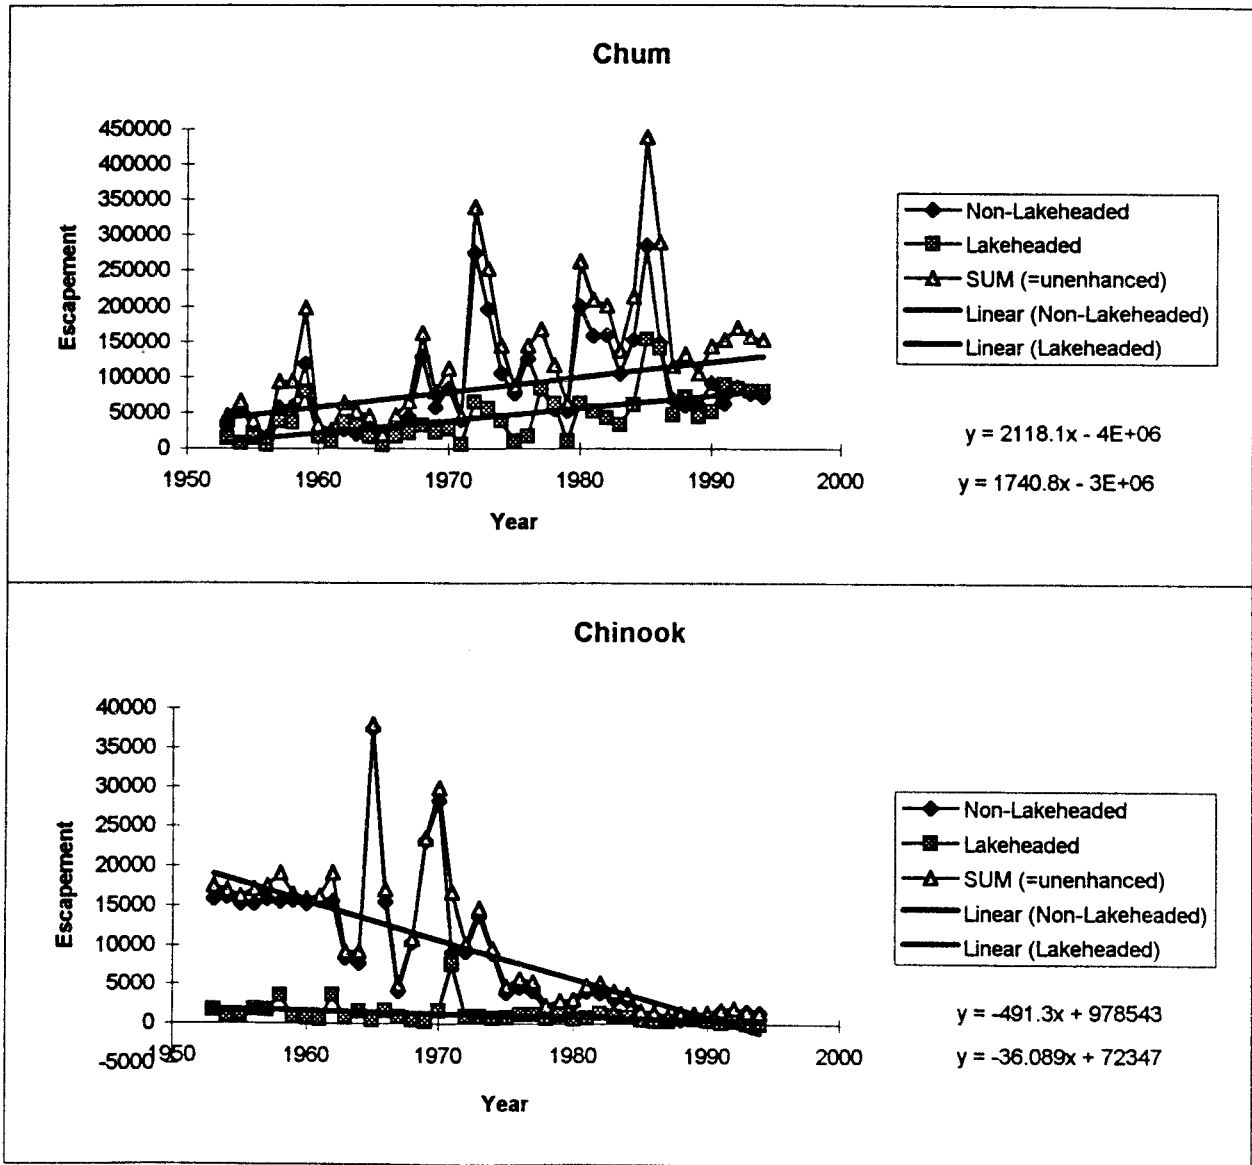 Chum
450000
400000
350000
300000
250000
200000
150000
100000
50000
0
Escapement
1950 1960 1970 1980 1990 2000
Year
Non-Lakeheaded
Lakeheaded
SUM (=unenhanced)
Linear (Non-Lakeheaded)
Linear (Lakeheaded)
y = 2118.1x - 4E+06
y = 1740.8x - 3E+06
Chinook
40000
35000
30000
25000
20000
15000
10000
5000
0
-5000
Escapement
1950 1960 1970 1980 1990 2000
Year
Non-Lakeheaded
Lakeheaded
SUM (=unenhanced)
Linear (Non-Lakeheaded)
Linear (Lakeheaded)
y = -491.3x + 978543
y = -36.089x + 72347